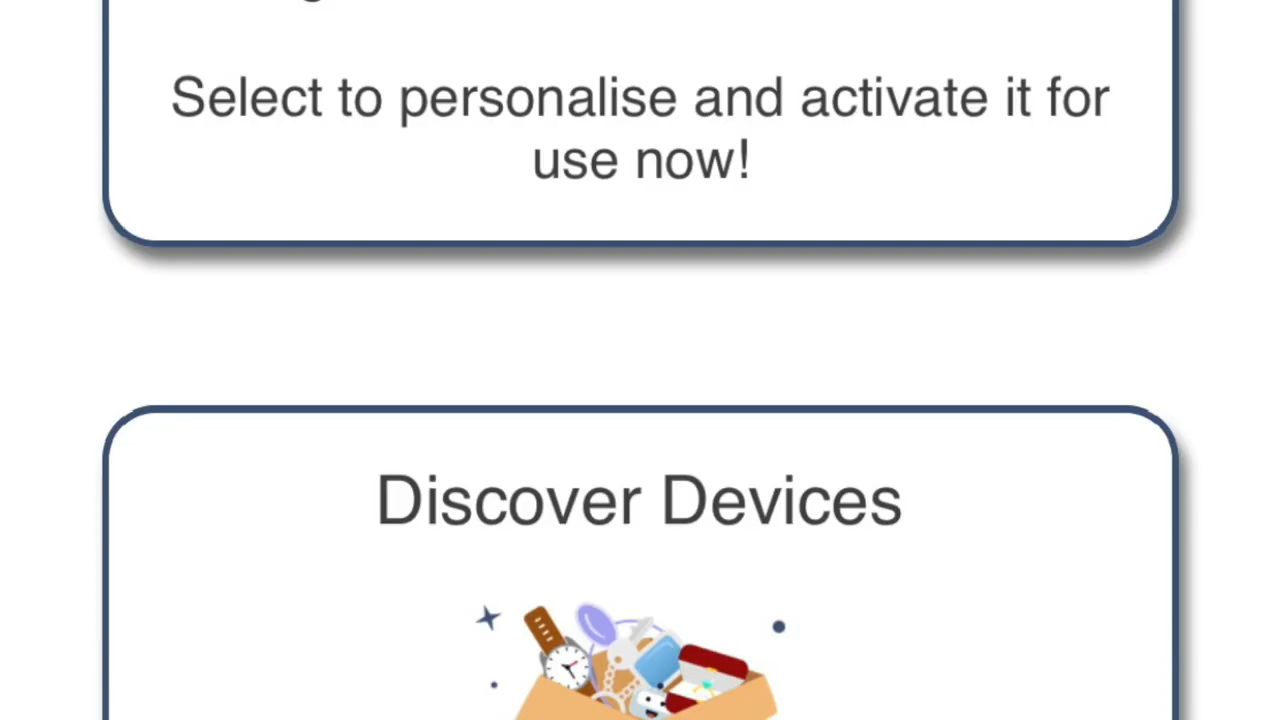 Select to personalise and activate it for
use now!
Discover Devices